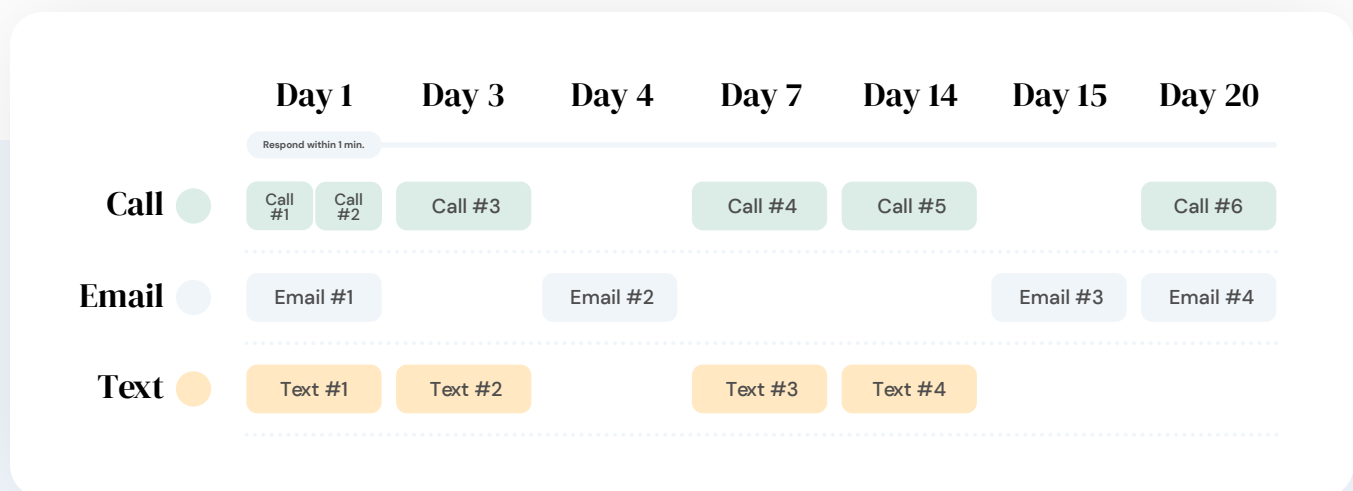 Day 1 Day 3 Day 4 Day 7 Day 14 Day 15 Day 20
Respond within 1 min.
Call Call #1 Call #2 Call #3 Call #4 Call #5 Call #6
Email Email #1 Email #2 Email #3 Email #4
Text Text #1 Text #2 Text #3 Text #4